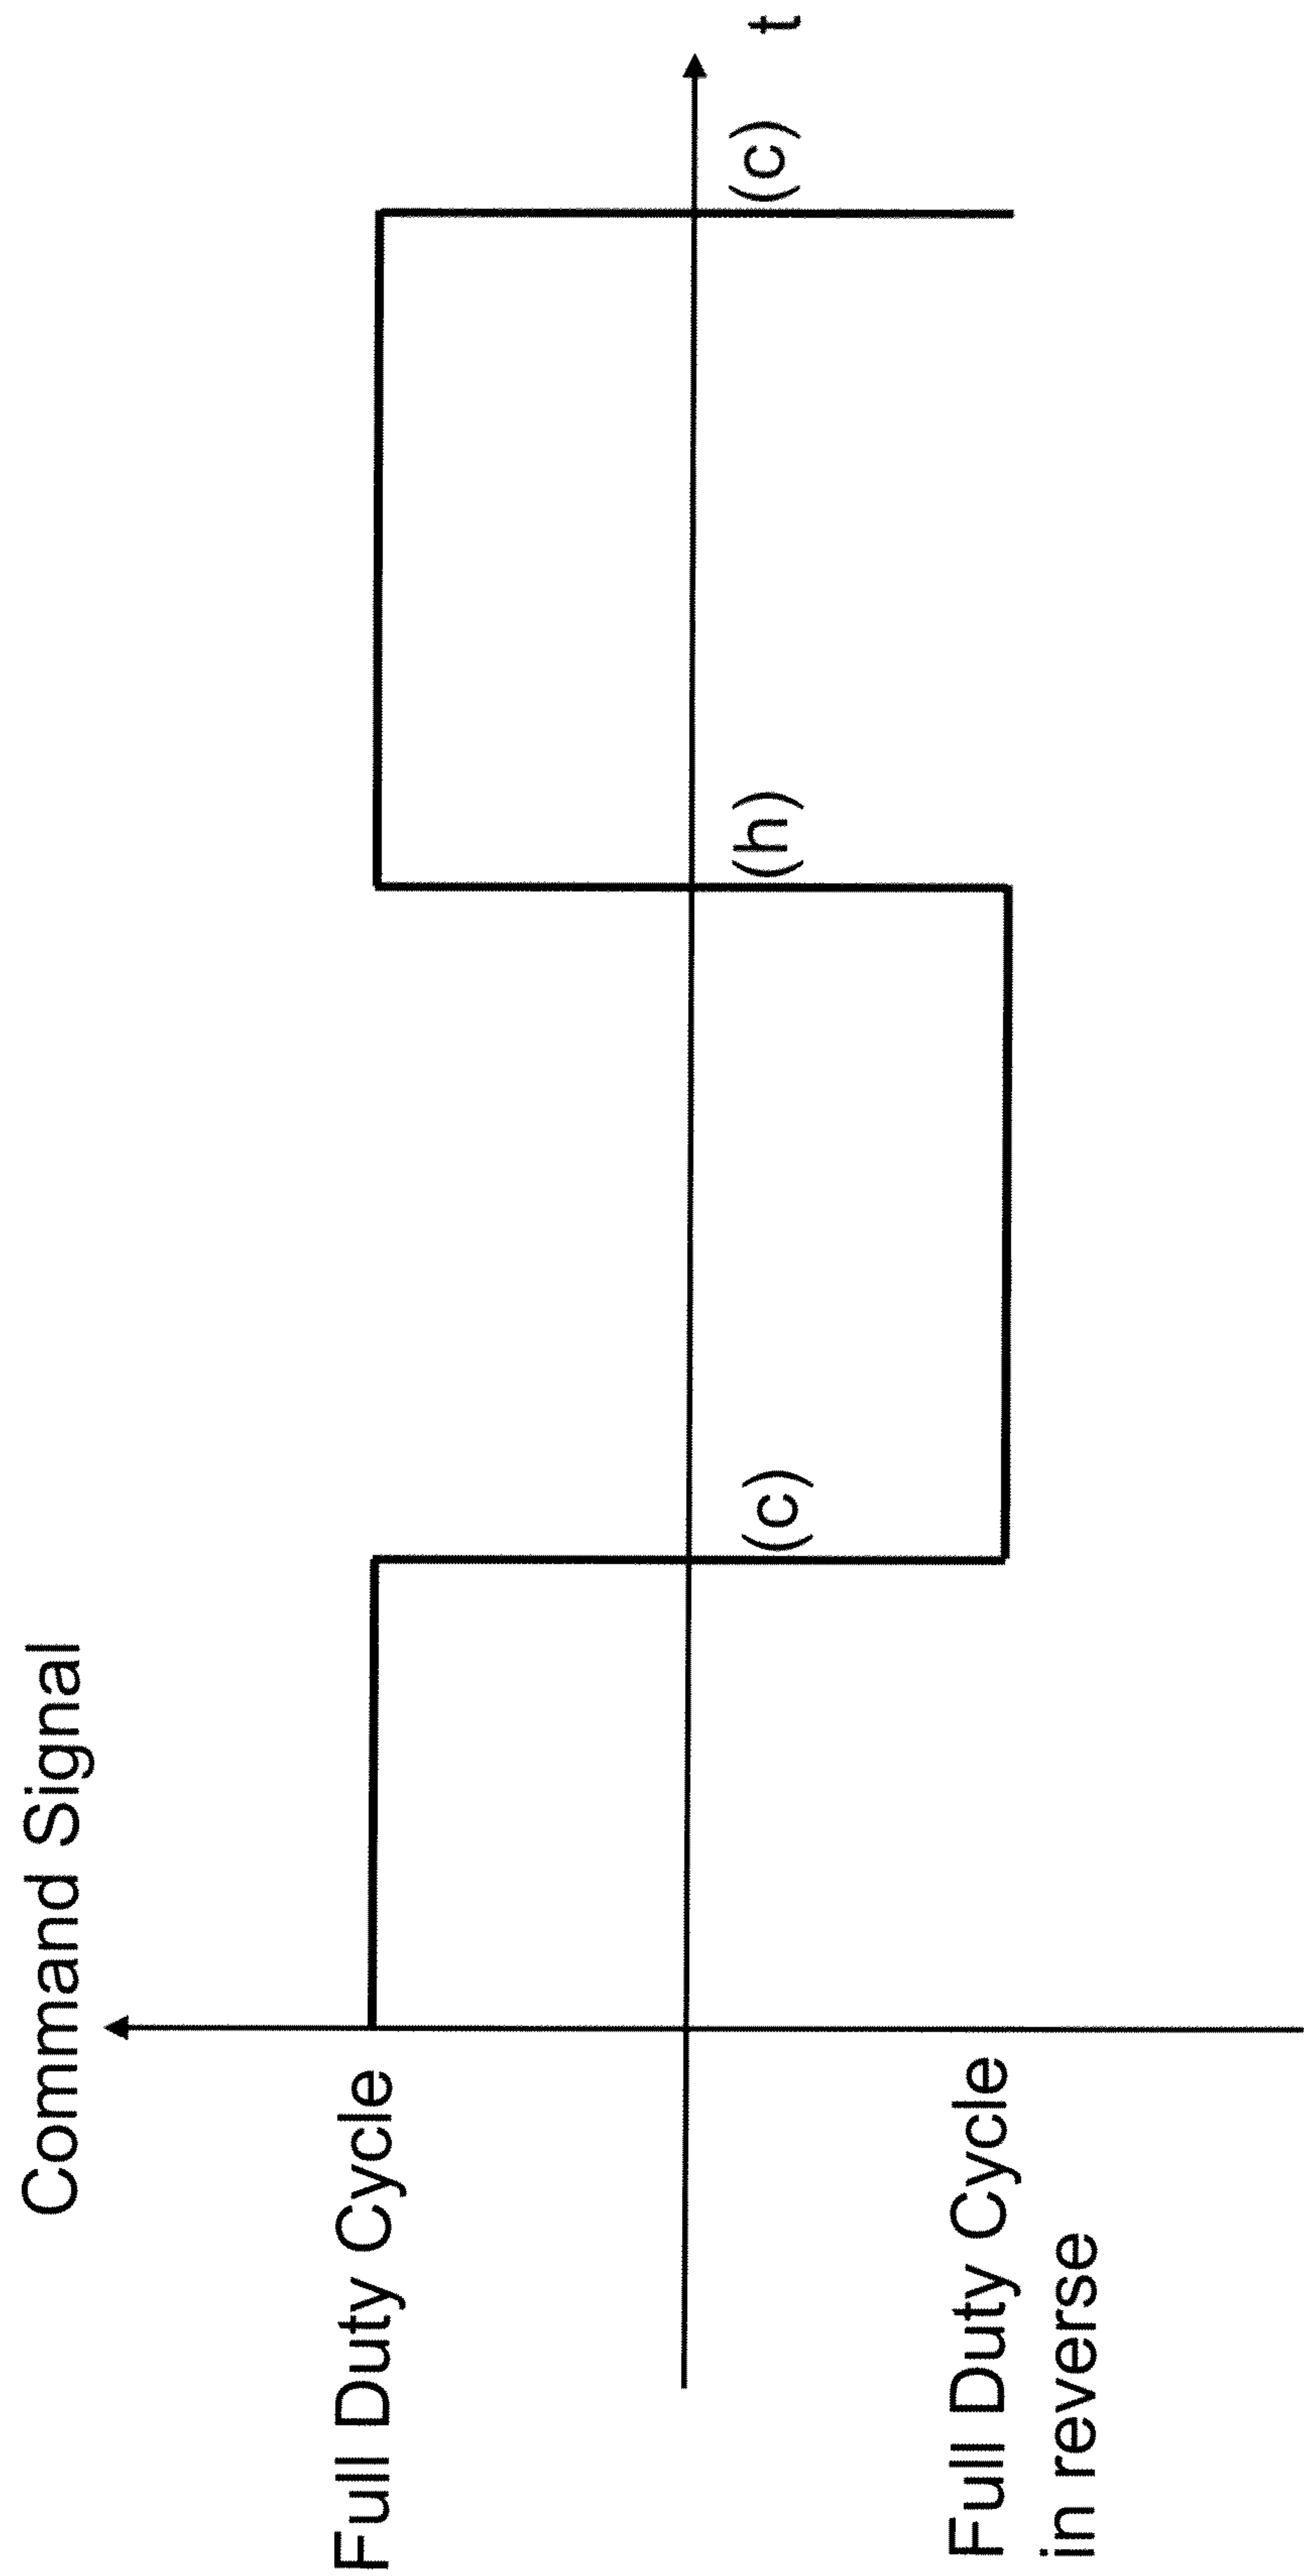 Command Signal
Full Duty Cycle
(c)
(h)
(c)
t
Full Duty Cycle
in reverse